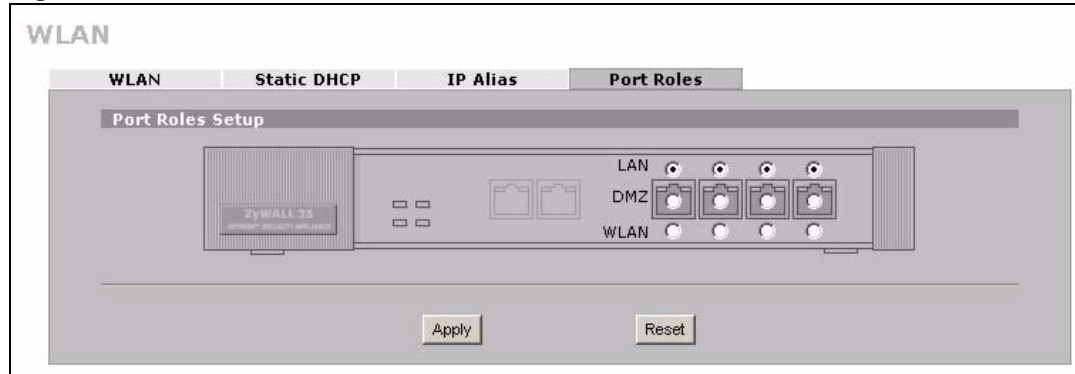 WLAN
WLAN Static DHCP IP Alias Port Roles
Port Roles Setup
LAN
DMZ
ZyWALL 35
WLAN
Apply Reset